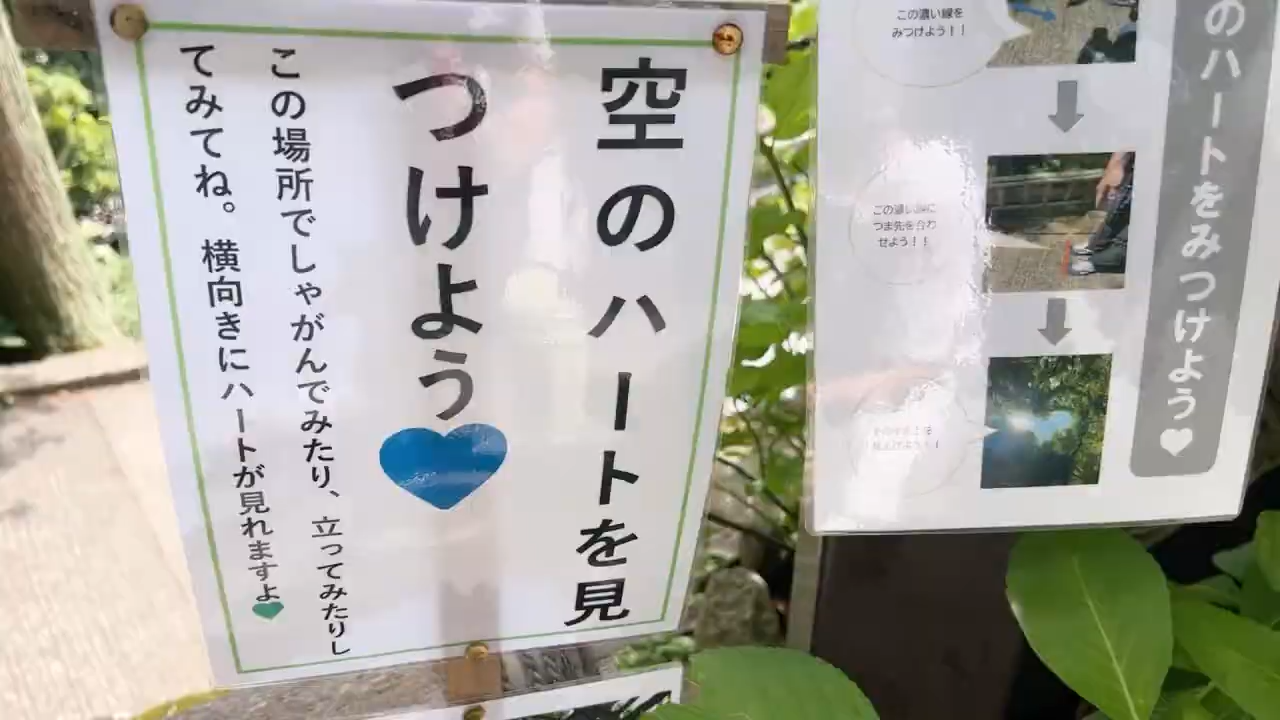 空のハートを見
つけよう
この場所でしゃがんでみたり、立ってみたりし
てみてね。横向きにハートが見れますよ
のハートをみつけよう
この濃い線を
みつけよう！！
この濃い線に
つま先を合わ
せよう！！